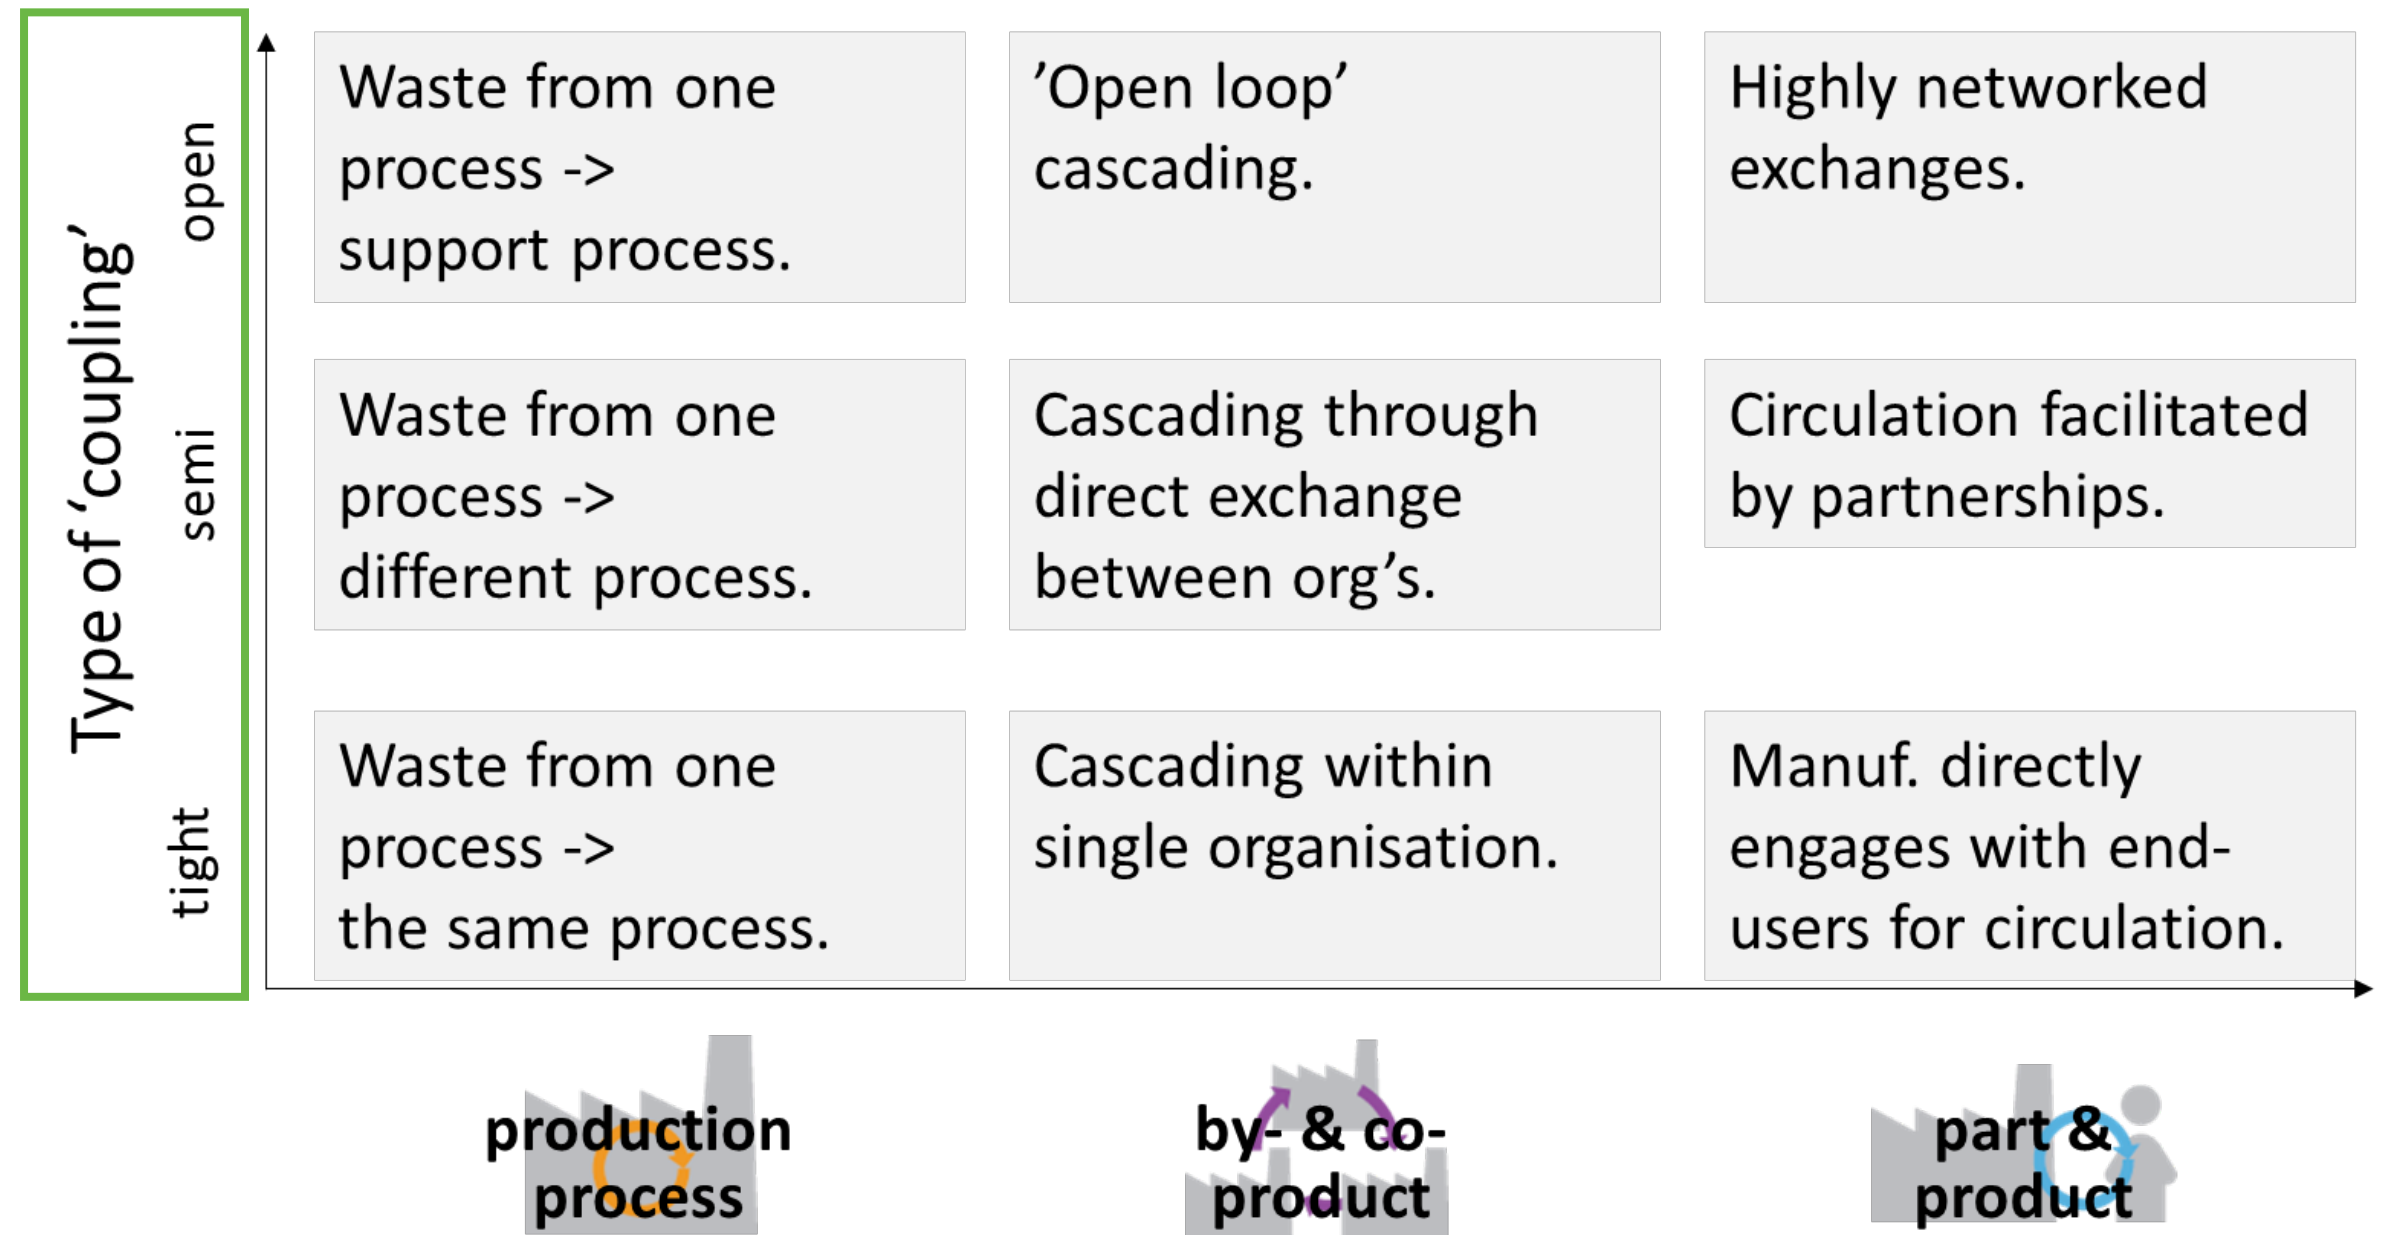 Type of ‘coupling’
open
semi
tight
Waste from one
process ->
support process.
’Open loop’
cascading.
Highly networked
exchanges.
Waste from one
process ->
different process.
Cascading through
direct exchange
between org’s.
Circulation facilitated
by partnerships.
Waste from one
process ->
the same process.
Cascading within
single organisation.
Manuf. directly
engages with end-
users for circulation.
production
process
by- & co-
product
part &
product